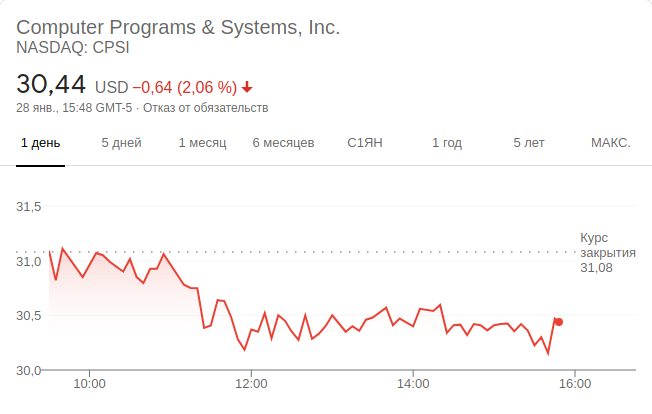 Computer Programs & Systems, Inc.
NASDAQ: CPSI
30,44 USD −0,64 (2,06 %)
28 янв., 15:48 GMT-5 · Отказ от обязательств
1 день 5 дней 1 месяц 6 месяцев С1ЯН 1 год 5 лет МАКС.
31,5
Курс
закрытия
31,08
31,0
30.5
30,0
10:00 12:00 14:00 16:00